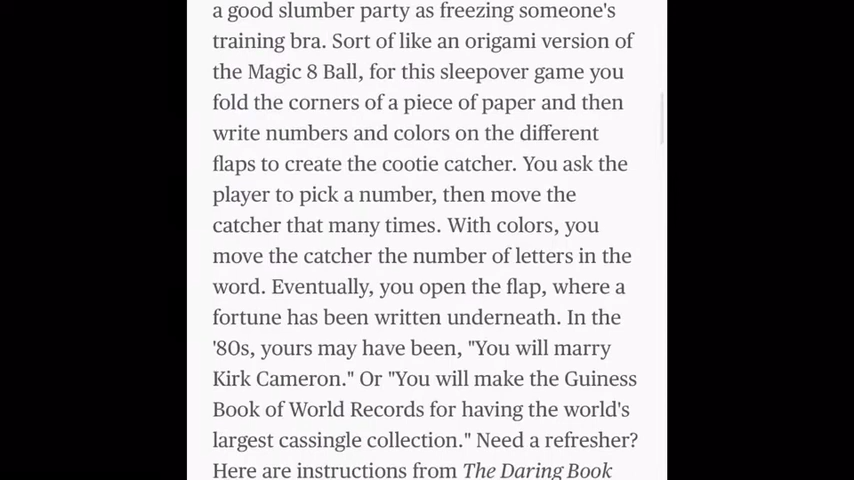 a good slumber party as freezing someone's
training bra. Sort of like an origami version of
the Magic 8 Ball, for this sleepover game you
fold the corners of a piece of paper and then
write numbers and colors on the different
flaps to create the cootie catcher. You ask the
player to pick a number, then move the
catcher that many times. With colors, you
move the catcher the number of letters in the
word. Eventually, you open the flap, where a
fortune has been written underneath. In the
'80s, yours may have been, "You will marry
Kirk Cameron." Or "You will make the Guiness
Book of World Records for having the world's
largest cassingle collection." Need a refresher?
Here are instructions from The Daring Book